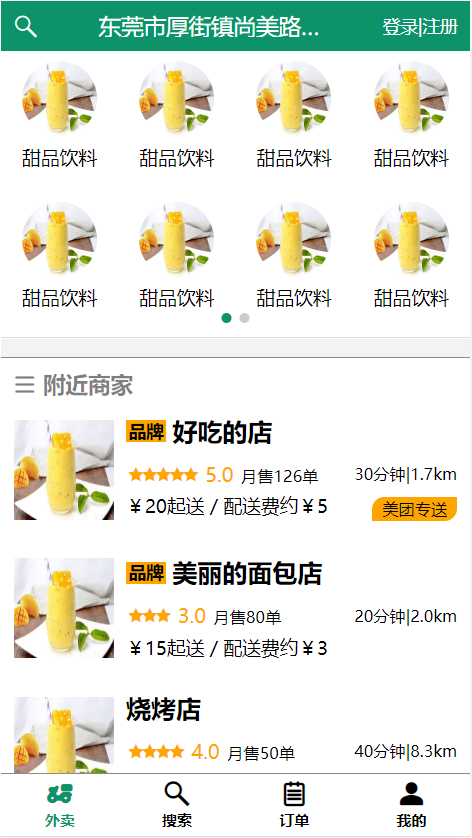 东莞市厚街镇尚美路... 登录|注册
甜品饮料 甜品饮料 甜品饮料 甜品饮料
甜品饮料 甜品饮料 甜品饮料 甜品饮料
附近商家
品牌 好吃的店
5.0 月售126单 30分钟|1.7km
￥20起送 / 配送费约￥5 美团专送
品牌 美丽的面包店
3.0 月售80单 20分钟|2.0km
￥15起送 / 配送费约￥3
烧烤店
4.0 月售50单 40分钟|8.3km
外卖 搜索 订单 我的